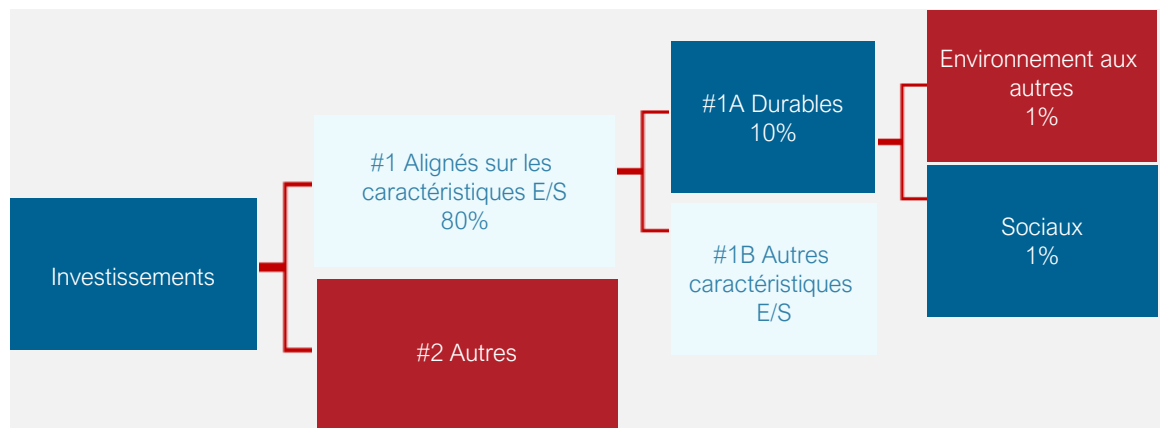 Investissements
#1 Alignés sur les
caractéristiques E/S
80%
#2 Autres
#1A Durables
10%
#1B Autres
caractéristiques
E/S
Environnement aux
autres
1%
Sociaux
1%